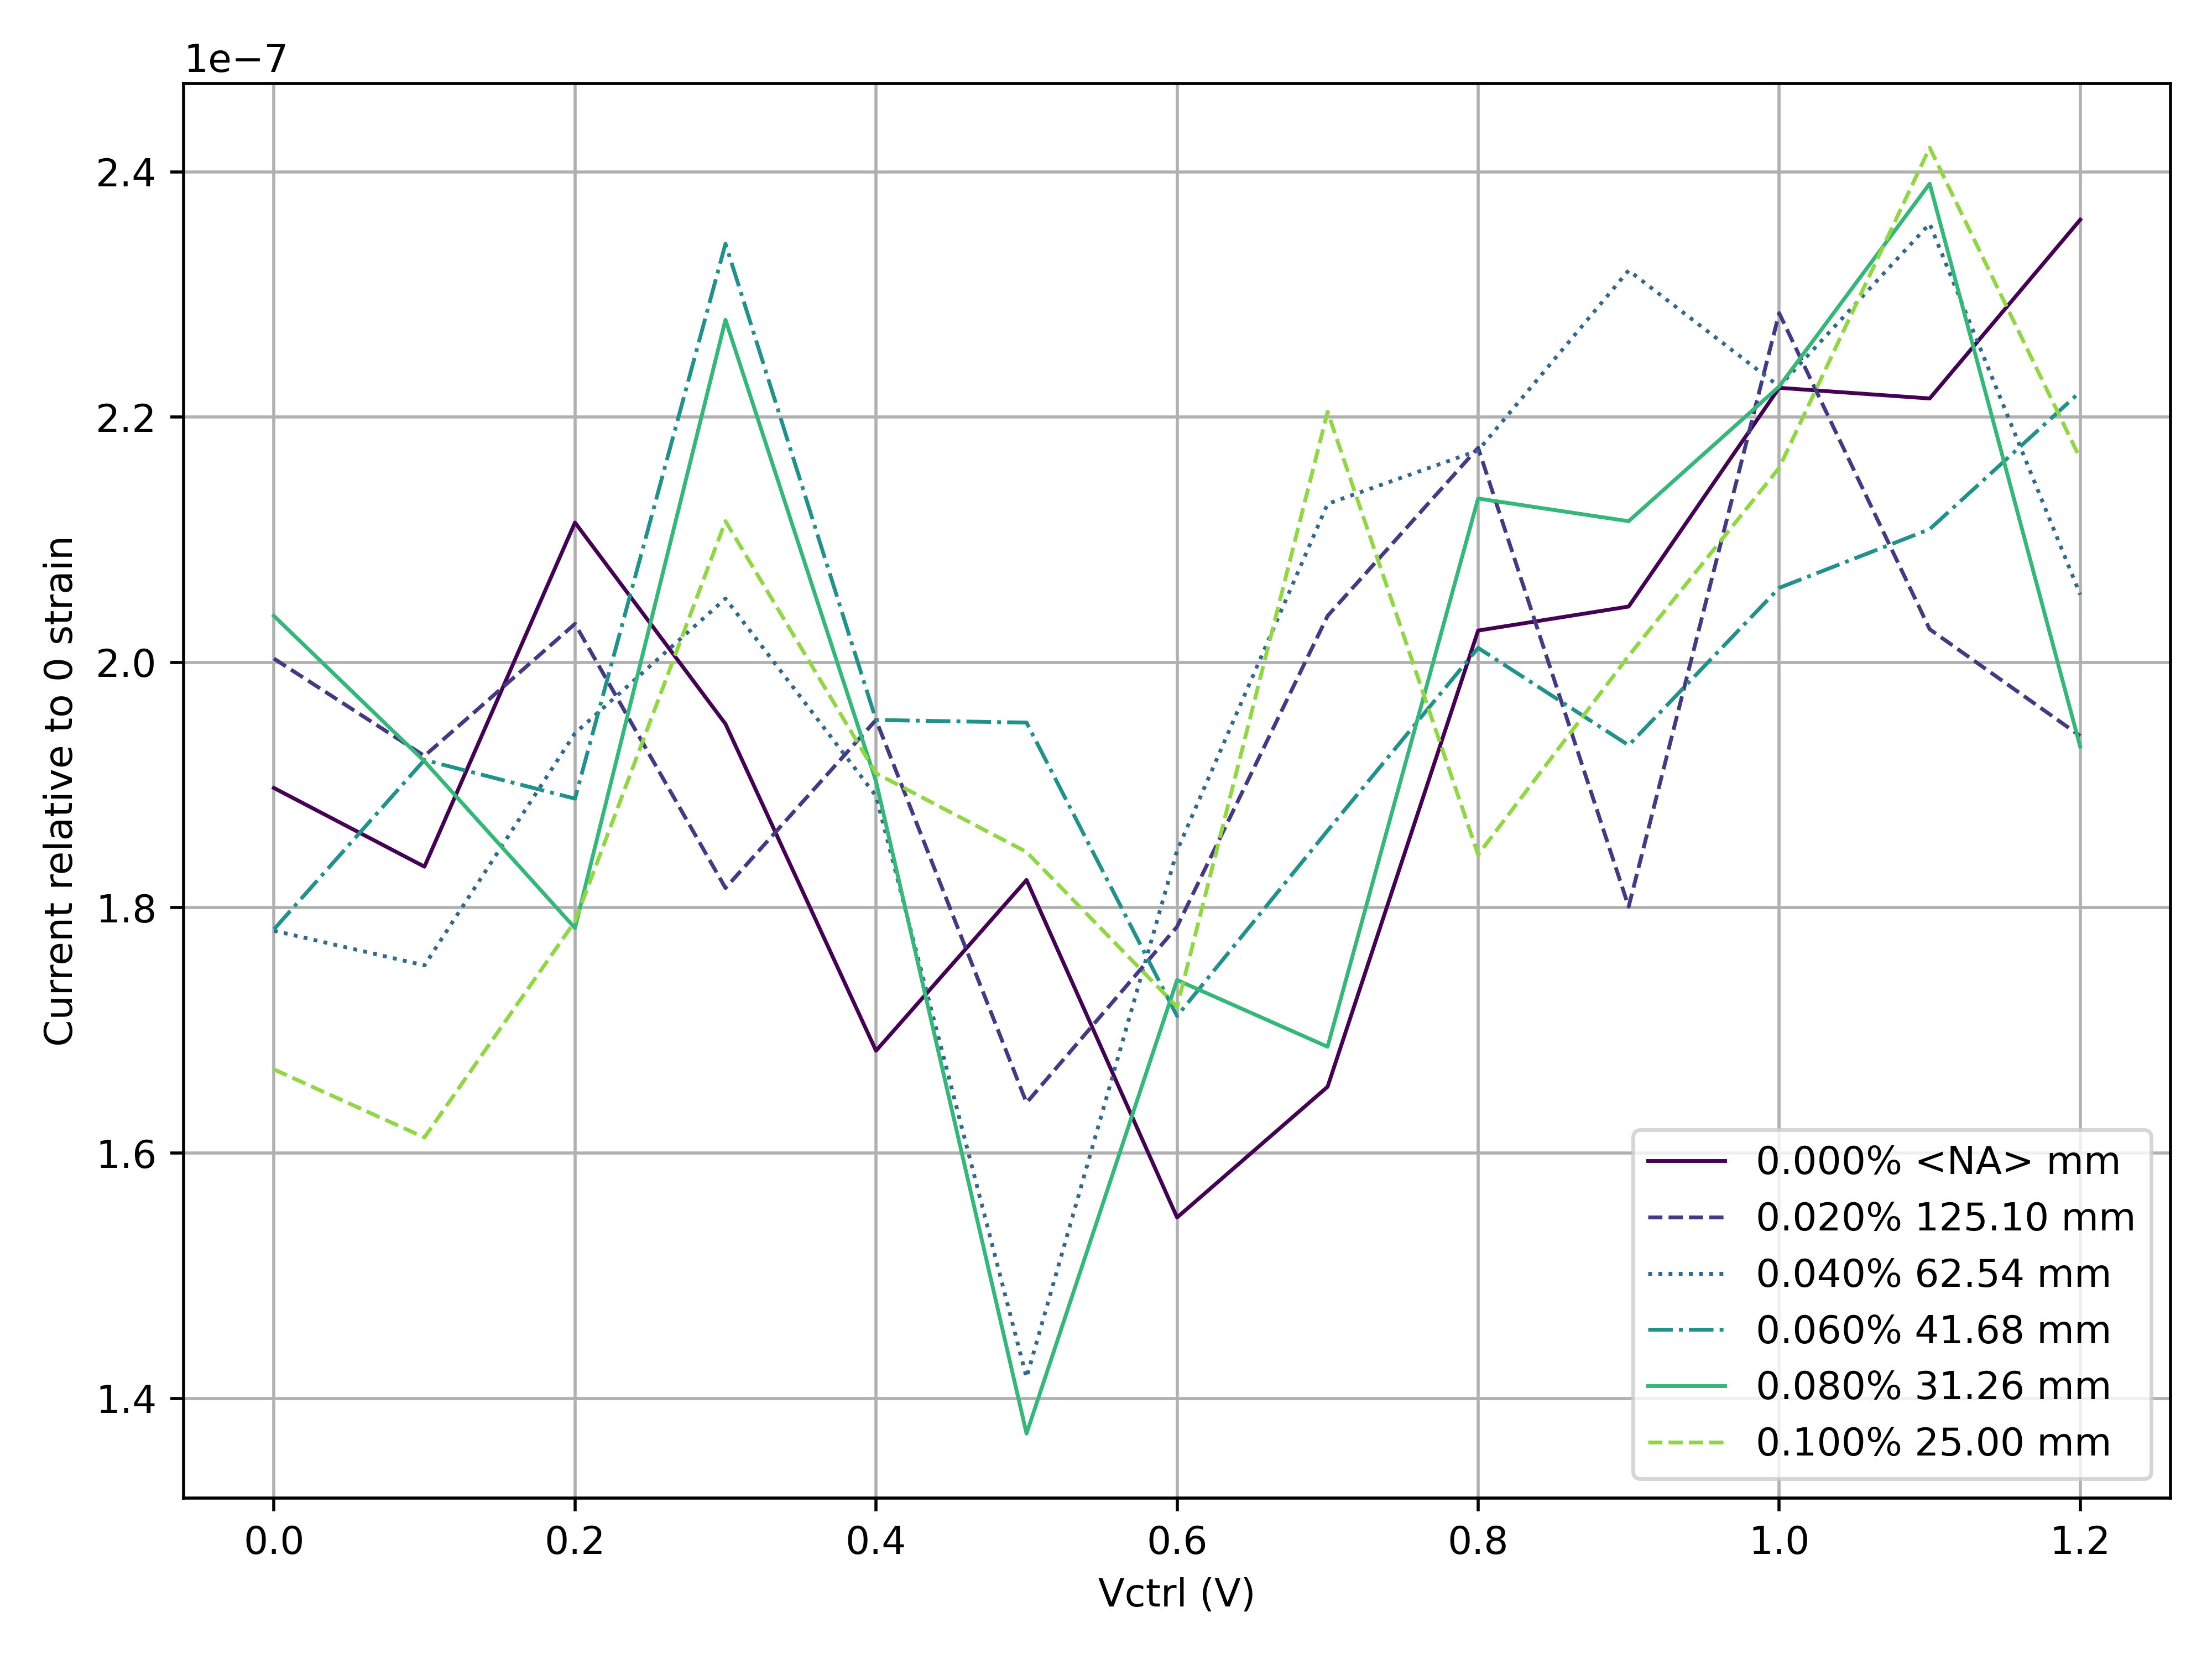 1e−7
2.4
2.2
2.0
1.8
1.6
1.4
Current relative to 0 strain
0.000% <NA> mm
0.020% 125.10 mm
0.040% 62.54 mm
0.060% 41.68 mm
0.080% 31.26 mm
0.100% 25.00 mm
0.0 0.2 0.4 0.6 0.8 1.0 1.2
Vctrl (V)